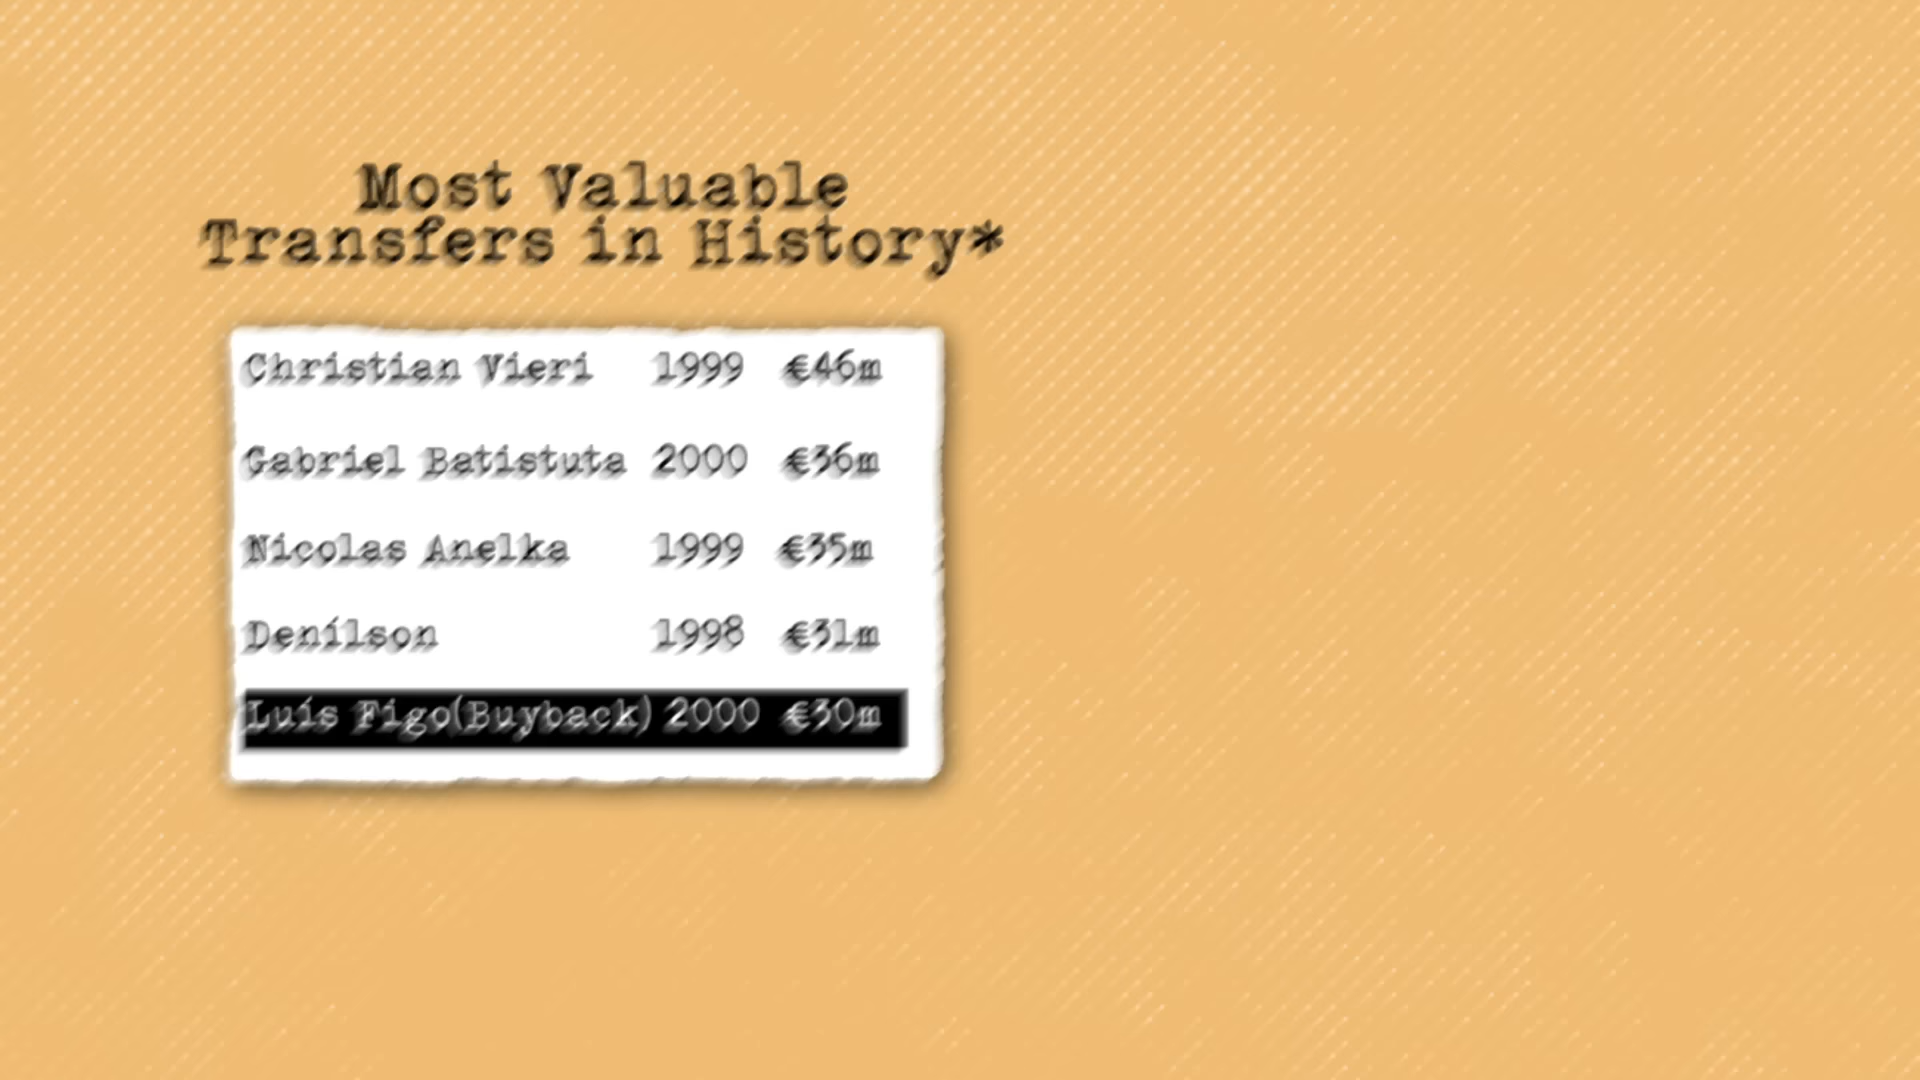 Most Valuable
Transfers in History*
Christian Vieri 1999 €46m
Gabriel Batistuta 2000 €36m
Nicolas Anelka 1999 €35m
Denílson 1998 €31m
Luís Figo(Buyback) 2000 €30m